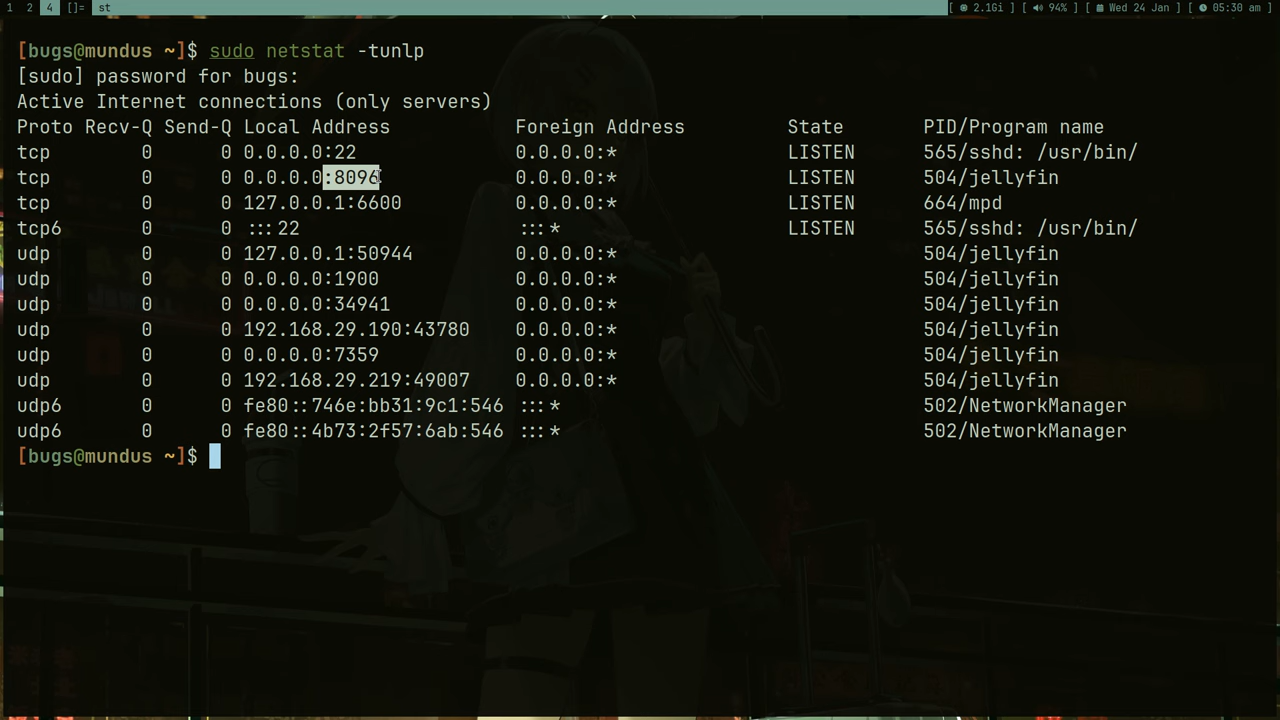 1 2 4 []= st [ 2.1Gi ] [ 94% ] [ Wed 24 Jan ] [ 05:30 am ]
[bugs@mundus ~]$ sudo netstat -tunlp
[sudo] password for bugs:
Active Internet connections (only servers)
Proto Recv-Q Send-Q Local Address Foreign Address State PID/Program name
tcp 0 0 0.0.0.0:22 0.0.0.0:* LISTEN 565/sshd: /usr/bin/
tcp 0 0 0.0.0.0:8096 0.0.0.0:* LISTEN 504/jellyfin
tcp 0 0 127.0.0.1:6600 0.0.0.0:* LISTEN 664/mpd
tcp6 0 0 :::22 :::* LISTEN 565/sshd: /usr/bin/
udp 0 0 127.0.0.1:50944 0.0.0.0:* 504/jellyfin
udp 0 0 0.0.0.0:1900 0.0.0.0:* 504/jellyfin
udp 0 0 0.0.0.0:34941 0.0.0.0:* 504/jellyfin
udp 0 0 192.168.29.190:43780 0.0.0.0:* 504/jellyfin
udp 0 0 0.0.0.0:7359 0.0.0.0:* 504/jellyfin
udp 0 0 192.168.29.219:49007 0.0.0.0:* 504/jellyfin
udp6 0 0 fe80::746e:bb31:9c1:546 :::* 502/NetworkManager
udp6 0 0 fe80::4b73:2f57:6ab:546 :::* 502/NetworkManager
[bugs@mundus ~]$